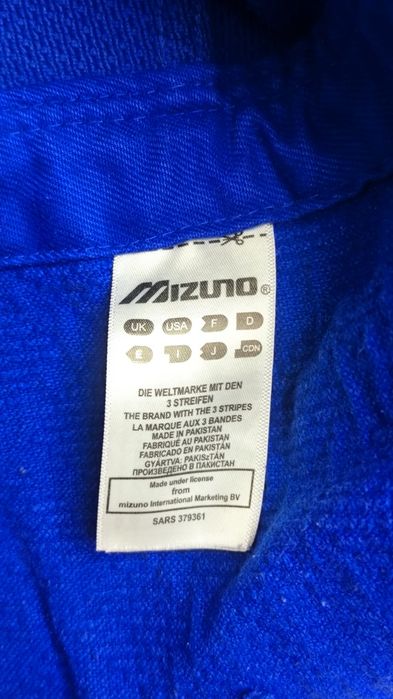 MIZUNO®
UK USA F D
E I J CDN
DIE WELTMARKE MIT DEN
3 STREIFEN
THE BRAND WITH THE 3 STRIPES
LA MARQUE AUX 3 BANDES
MADE IN PAKISTAN
FABRIQUÉ AU PAKISTAN
FABRICADO EN PAKISTÁN
GYÁRTVA: PAKISzTÁN
ПРОИЗВЕДЕНО В ПАКИСТАН
Made under license
from
mizuno International Marketing BV
SARS 379361